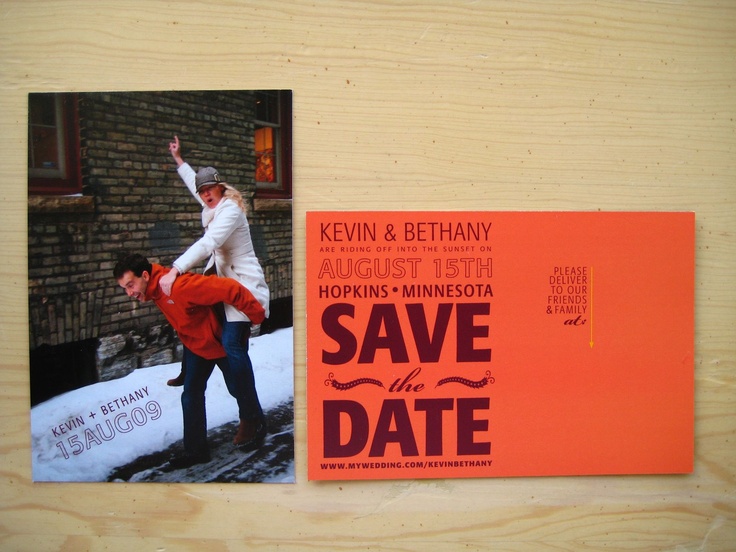 KEVIN + BETHANY
15AUG09
KEVIN & BETHANY
ARE RIDING OFF INTO THE SUNSET ON
AUGUST 15TH
HOPKINS • MINNESOTA
SAVE
the
DATE
WWW.MYWEDDING.COM/KEVINBETHANY
PLEASE
DELIVER
TO OUR
FRIENDS
& FAMILY
at: